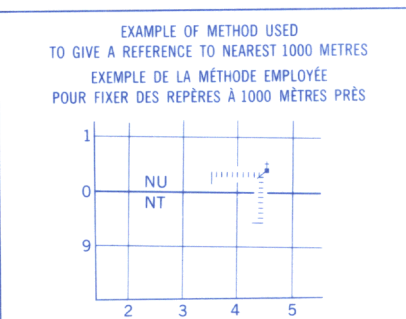 EXAMPLE OF METHOD USED
TO GIVE A REFERENCE TO NEAREST 1000 METRES
EXEMPLE DE LA MÉTHODE EMPLOYÉE
POUR FIXER DES REPÈRES À 1000 MÈTRES PRÈS
1
NU
0
NT
9
2 3 4 5